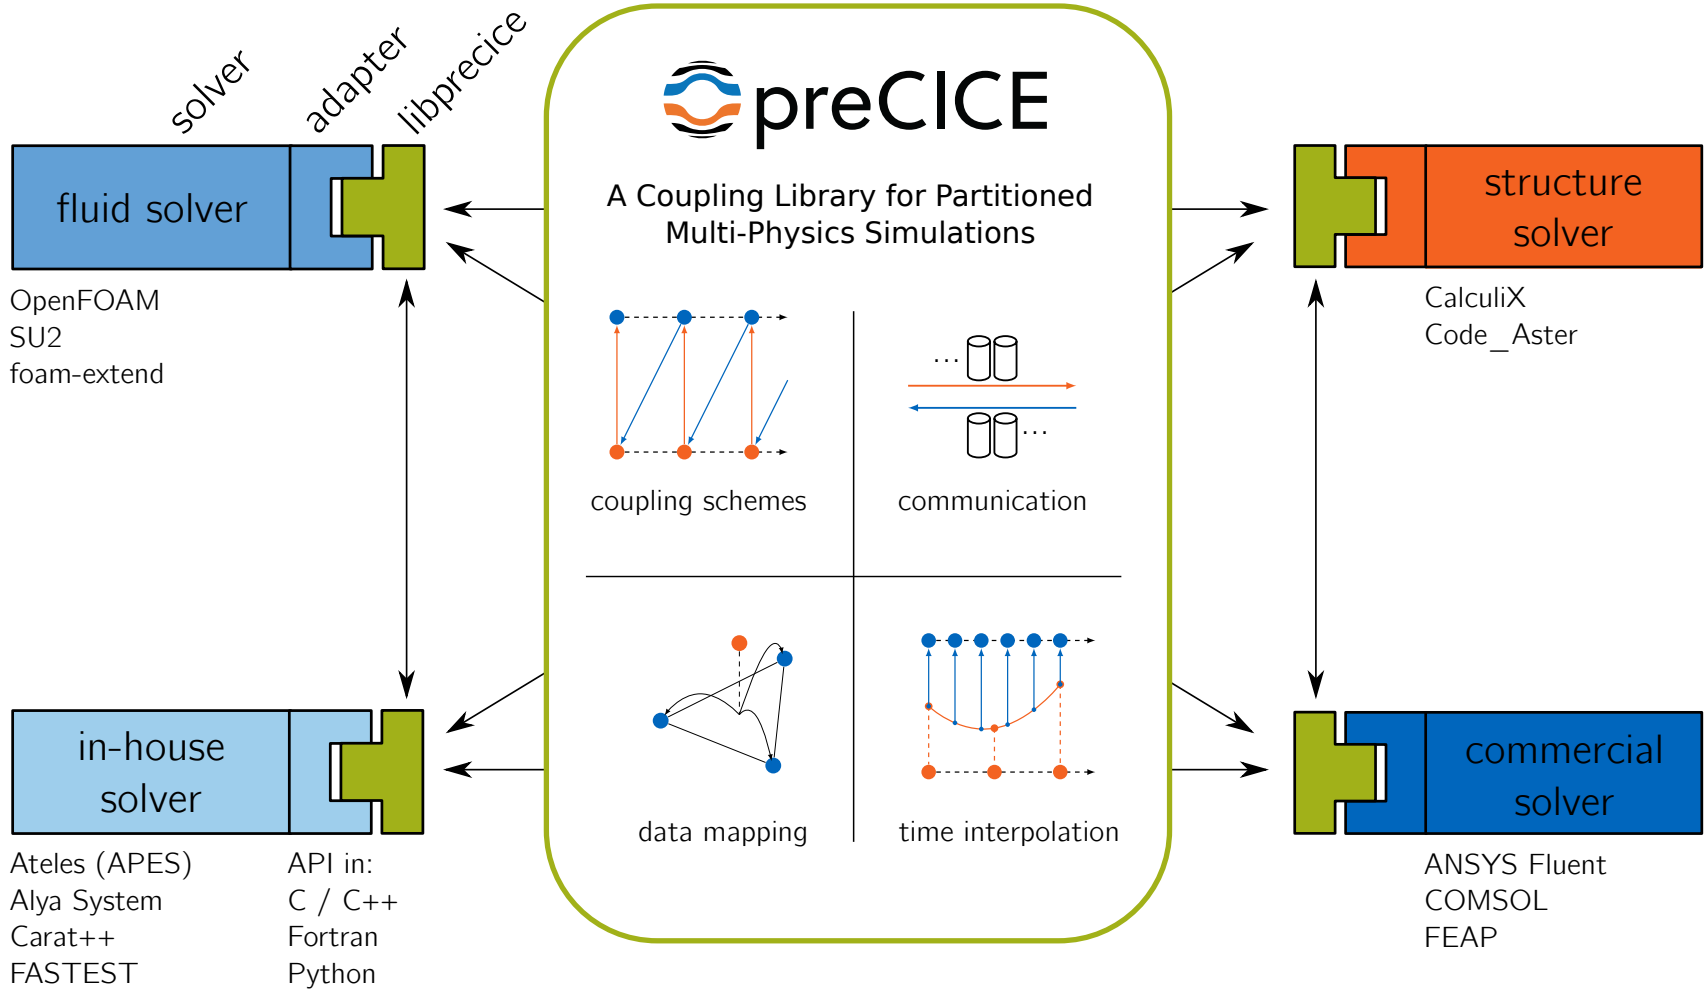 solver
adapter
libprecice
preCICE
A Coupling Library for Partitioned
Multi-Physics Simulations
fluid solver
OpenFOAM
SU2
foam-extend
structure
solver
CalculiX
Code_Aster
...
...
coupling schemes
communication
data mapping
time interpolation
in-house
solver
Ateles (APES)
Alya System
Carat++
FASTEST
API in:
C / C++
Fortran
Python
commercial
solver
ANSYS Fluent
COMSOL
FEAP